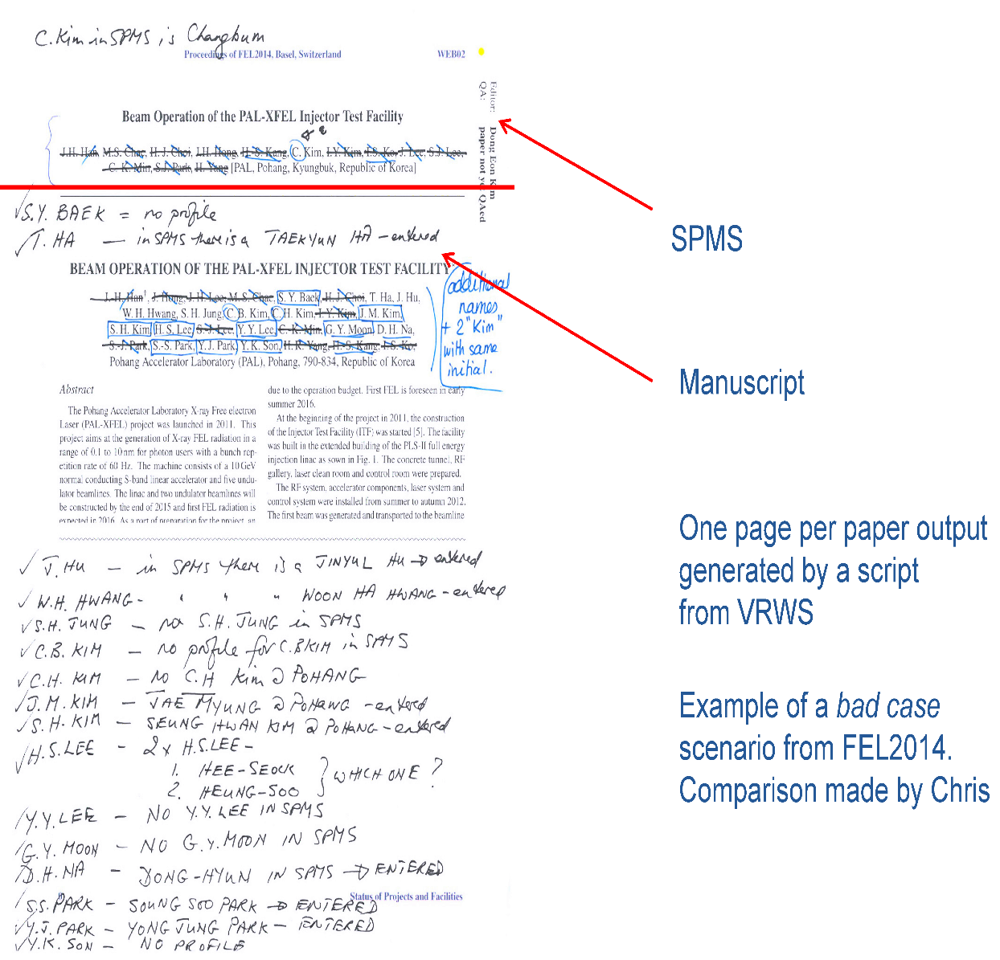 C. Kim in SPMS is Changbum
Proceedings of FEL2014, Basel, Switzerland WEB02
Editor: Dong Eon Kim
QA: paper not yet QAed
Beam Operation of the PAL-XFEL Injector Test Facility
J.H. Han, M.S. Chae, H. J. Choi, J.H. Hong, H.-S. Kang, C. Kim, I.Y. Kim, I.S. Ko, J. Lee, S.J. Lee,
C. K. Min, S.J. Park, H. Yang [PAL, Pohang, Kyungbuk, Republic of Korea]
✓S.Y. BAEK = no profile
✓T. HA — in SPMS there is a TAEKYUN HA - entered
SPMS
BEAM OPERATION OF THE PAL-XFEL INJECTOR TEST FACILITY
J. H. Han†, J. Hong, J. H. Lee, M. S. Chae, S. Y. Baek, H. J. Choi, T. Ha, J. Hu,
W. H. Hwang, S. H. Jung, C. B. Kim, C. H. Kim, I. Y. Kim, J. M. Kim,
S. H. Kim, H. S. Lee, S. J. Lee, Y. Y. Lee, C. K. Min, G. Y. Moon, D. H. Na,
S.-J. Park, S.-S. Park, Y.J. Park, Y. K. Son, H. R. Yang, H.-S. Kang, I.S. Ko,
Pohang Accelerator Laboratory (PAL), Pohang, 790-834, Republic of Korea
additional
names
+ 2 "Kim"
with same
initial.
Manuscript
Abstract
The Pohang Accelerator Laboratory X-ray Free electron
Laser (PAL-XFEL) project was launched in 2011. This
project aims at the generation of X-ray FEL radiation in a
range of 0.1 to 10 nm for photon users with a bunch rep-
etition rate of 60 Hz. The machine consists of a 10 GeV
normal conducting S-band linear accelerator and five undu-
lator beamlines. The linac and two undulator beamlines will
be constructed by the end of 2015 and first FEL radiation is
expected in 2016. As a part of preparation for the project, an
due to the operation budget. First FEL is foreseen in early
summer 2016.
At the beginning of the project in 2011, the construction
of the Injector Test Facility (ITF) was started [5]. The facility
was built in the extended building of the PLS-II full energy
injection linac as sown in Fig. 1. The concrete tunnel, RF
gallery, laser clean room and control room were prepared.
The RF system, accelerator components, laser system and
control system were installed from summer to autumn 2012.
The first beam was generated and transported to the beamline
One page per paper output
generated by a script
from VRWS
Example of a bad case
scenario from FEL2014.
Comparison made by Chris
✓ J. HU — in SPMS there is a JINYUL HU → entered
✓ W.H. HWANG - " " " WOON HA HWANG - entered
✓S.H. JUNG — no S.H. JUNG in SPMS
✓C.B. KIM — no profile for C.B KIM in SPMS
✓C.H. KIM — no C.H Kim @ POHANG
✓J.M. KIM — JAE MYUNG @ POHANG - entered
✓S.H. KIM — SEUNG HWAN KIM @ POHANG - entered
✓H.S. LEE - 2x H.S.LEE -
1. HEE-SEOCK
2. HEUNG-SOO
} WHICH ONE ?
✓Y.Y. LEE — NO Y.Y. LEE IN SPMS
✓G.Y. MOON — NO G.Y. MOON IN SPMS
✓D.H. NA - DONG-HYUN IN SPMS → ENTERED
Status of Projects and Facilities
✓S.S. PARK — SOUNG SOO PARK → ENTERED
✓Y.J. PARK — YONG JUNG PARK — ENTERED
✓Y.K. SON — NO PROFILE